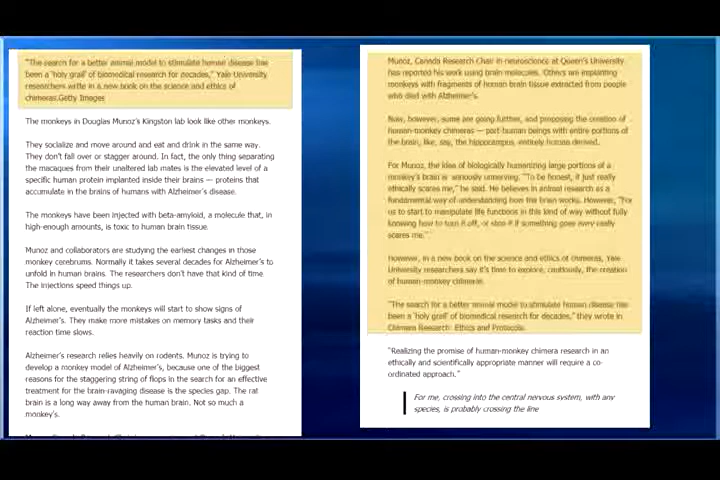 "The search for a better animal model to stimulate human disease has
been a 'holy grail' of biomedical research for decades," Yale University
researchers write in a new book on the science and ethics of
chimeras.Getty Images
The monkeys in Douglas Munoz's Kingston lab look like other monkeys.
They socialize and move around and eat and drink in the same way.
They don't fall over or stagger around. In fact, the only thing separating
the macaques from their unaltered lab mates is the elevated level of a
specific human protein implanted inside their brains — proteins that
accumulate in the brains of humans with Alzheimer's disease.
The monkeys have been injected with beta-amyloid, a molecule that, in
high-enough amounts, is toxic to human brain tissue.
Munoz and collaborators are studying the earliest changes in those
monkey cerebrums. Normally it takes several decades for Alzheimer's to
unfold in human brains. The researchers don't have that kind of time.
The injections speed things up.
If left alone, eventually the monkeys will start to show signs of
Alzheimer's. They make more mistakes on memory tasks and their
reaction time slows.
Alzheimer's research relies heavily on rodents. Munoz is trying to
develop a monkey model of Alzheimer's, because one of the biggest
reasons for the staggering string of flops in the search for an effective
treatment for the brain-ravaging disease is the species gap. The rat
brain is a long way away from the human brain. Not so much a
monkey's.
Munoz, Canada Research Chair in neuroscience at Queen's University
has reported his work using brain molecules. Others are implanting
monkeys with fragments of human brain tissue extracted from people
who died with Alzheimer's.
Now, however, some are going further, and proposing the creation of
human-monkey chimeras — part-human beings with entire portions of
the brain, like, say, the hippocampus, entirely human derived.
For Munoz, the idea of biologically humanizing large portions of a
monkey's brain is seriously unnerving. "To be honest, it just really
ethically scares me," he said. He believes in animal research as a
fundamental way of understanding how the brain works. However, "For
us to start to manipulate life functions in this kind of way without fully
knowing how to turn it off, or stop it if something goes awry really
scares me."
However, in a new book on the science and ethics of chimeras, Yale
University researchers say it's time to explore, cautiously, the creation
of human-monkey chimeras.
"The search for a better animal model to stimulate human disease has
been a 'holy grail' of biomedical research for decades," they wrote in
Chimera Research: Ethics and Protocols.
"Realizing the promise of human-monkey chimera research in an
ethically and scientifically appropriate manner will require a co-
ordinated approach."
For me, crossing into the central nervous system, with any
species, is probably crossing the line